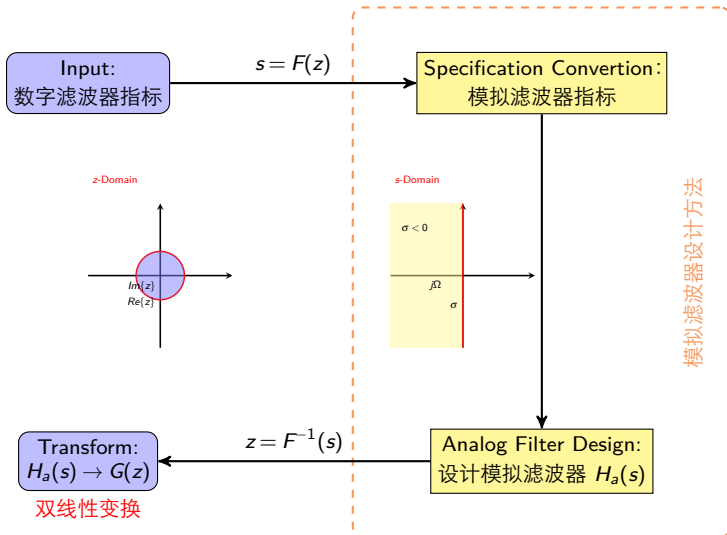 Input:
数字滤波器指标
s = F(z)
Specification Convertion:
模拟滤波器指标
z-Domain
Im{z}
Re{z}
s-Domain
σ < 0
jΩ
σ
模拟滤波器设计方法
Transform:
Hₐ(s) → G(z)
双线性变换
z = F⁻¹(s)
Analog Filter Design:
设计模拟滤波器 Hₐ(s)